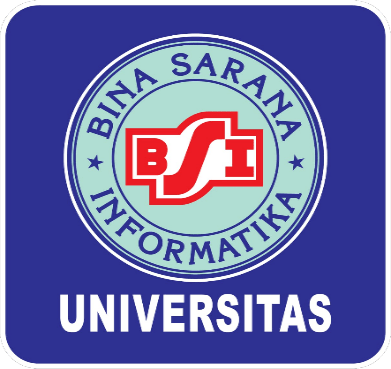 BINA SARANA
BSI
INFORMATIKA
UNIVERSITAS